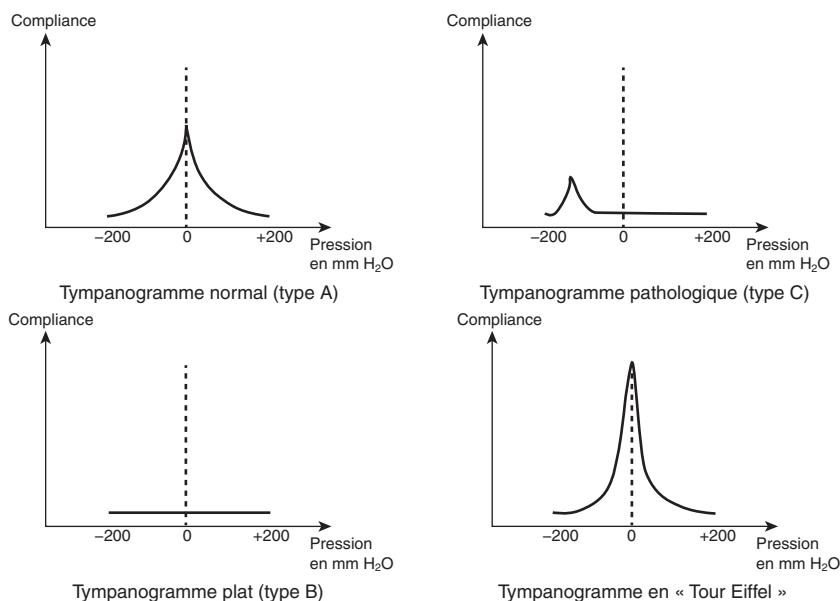 Compliance
−200
0
+200
Pression
en mm H₂O
Tympanogramme normal (type A)
Compliance
−200
0
+200
Pression
en mm H₂O
Tympanogramme pathologique (type C)
Compliance
−200
0
+200
Pression
en mm H₂O
Tympanogramme plat (type B)
Compliance
−200
0
+200
Pression
en mm H₂O
Tympanogramme en « Tour Eiffel »